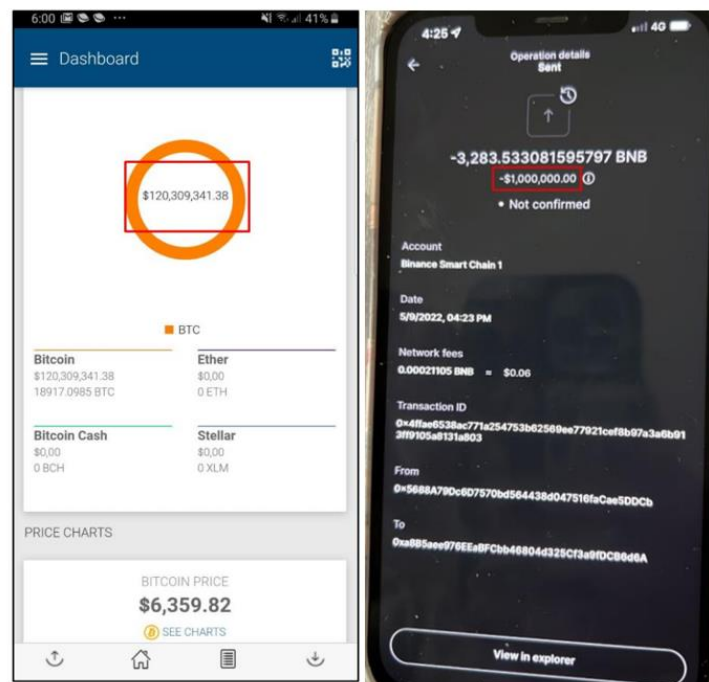 6:00 41%
Dashboard
$120,309,341.38
BTC
Bitcoin
$120,309,341.38
18917.0985 BTC
Ether
$0,00
0 ETH
Bitcoin Cash
$0,00
0 BCH
Stellar
$0,00
0 XLM
PRICE CHARTS
BITCOIN PRICE
$6,359.82
SEE CHARTS
4:25 4G
Operation details
Sent
-3,283.533081595797 BNB
-$1,000,000.00
• Not confirmed
Account
Binance Smart Chain 1
Date
5/9/2022, 04:23 PM
Network fees
0.00021105 BNB = $0.06
Transaction ID
From
To
View in explorer